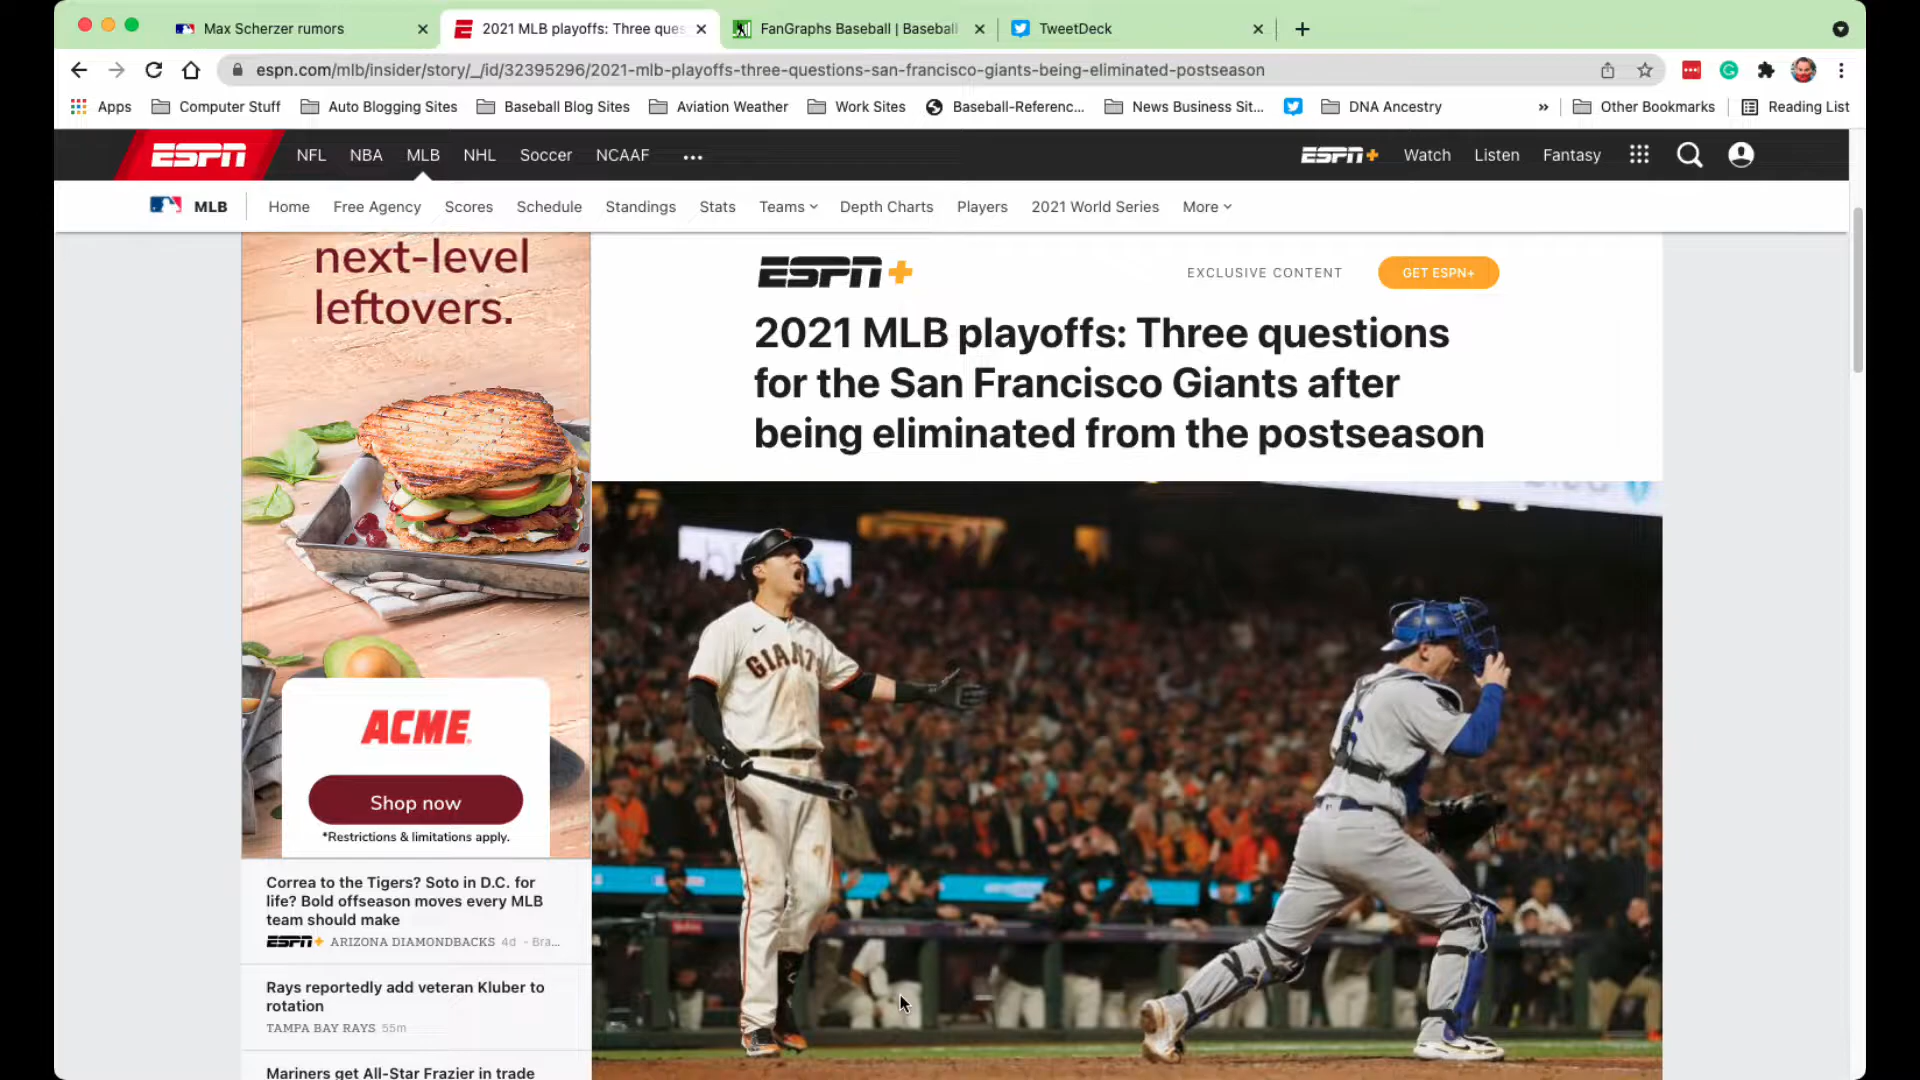 Max Scherzer rumors
2021 MLB playoffs: Three ques
FanGraphs Baseball | Baseball
TweetDeck
espn.com/mlb/insider/story/_/id/32395296/2021-mlb-playoffs-three-questions-san-francisco-giants-being-eliminated-postseason
Apps Computer Stuff Auto Blogging Sites Baseball Blog Sites Aviation Weather Work Sites Baseball-Referenc... News Business Sit... DNA Ancestry » Other Bookmarks Reading List
ESPN NFL NBA MLB NHL Soccer NCAAF ... ESPN+ Watch Listen Fantasy
MLB Home Free Agency Scores Schedule Standings Stats Teams Depth Charts Players 2021 World Series More
next-level
leftovers.
ACME
Shop now
*Restrictions & limitations apply.
ESPN+ EXCLUSIVE CONTENT GET ESPN+
2021 MLB playoffs: Three questions
for the San Francisco Giants after
being eliminated from the postseason
GIANTS
Correa to the Tigers? Soto in D.C. for
life? Bold offseason moves every MLB
team should make
ESPN+ ARIZONA DIAMONDBACKS 4d - Bra...
Rays reportedly add veteran Kluber to
rotation
TAMPA BAY RAYS 55m
Mariners get All-Star Frazier in trade